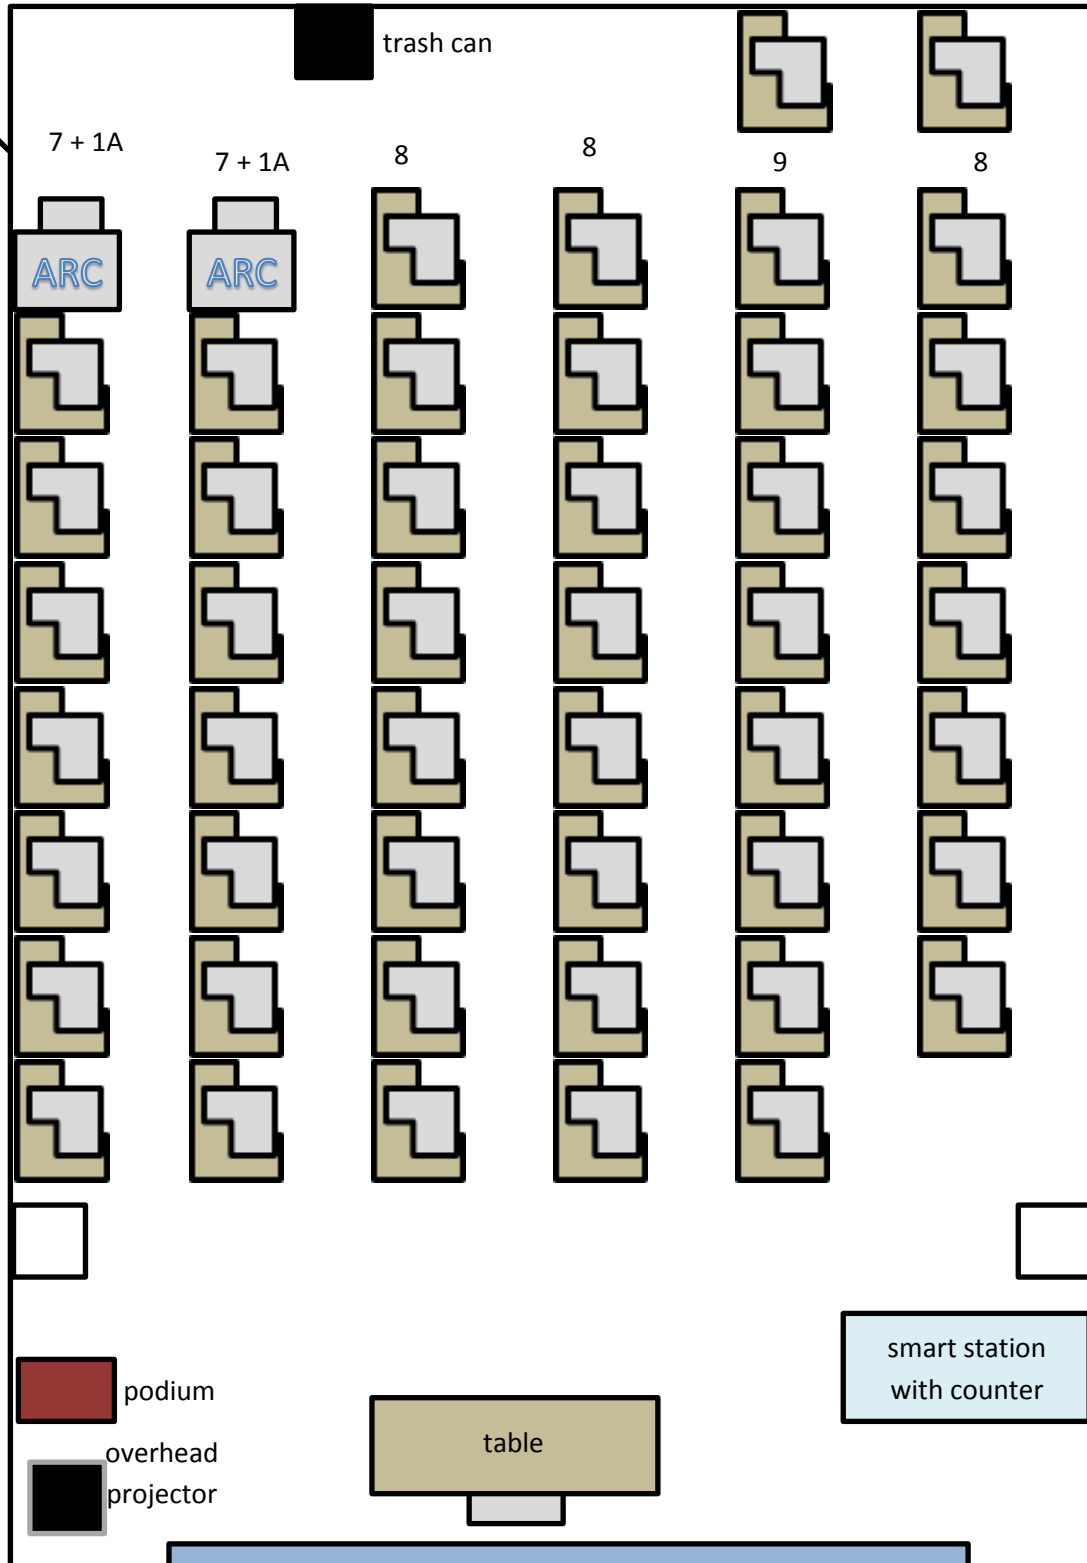 trash can
7 + 1A
7 + 1A
8
8
9
8
ARC
ARC
smart station
with counter
podium
table
overhead
projector